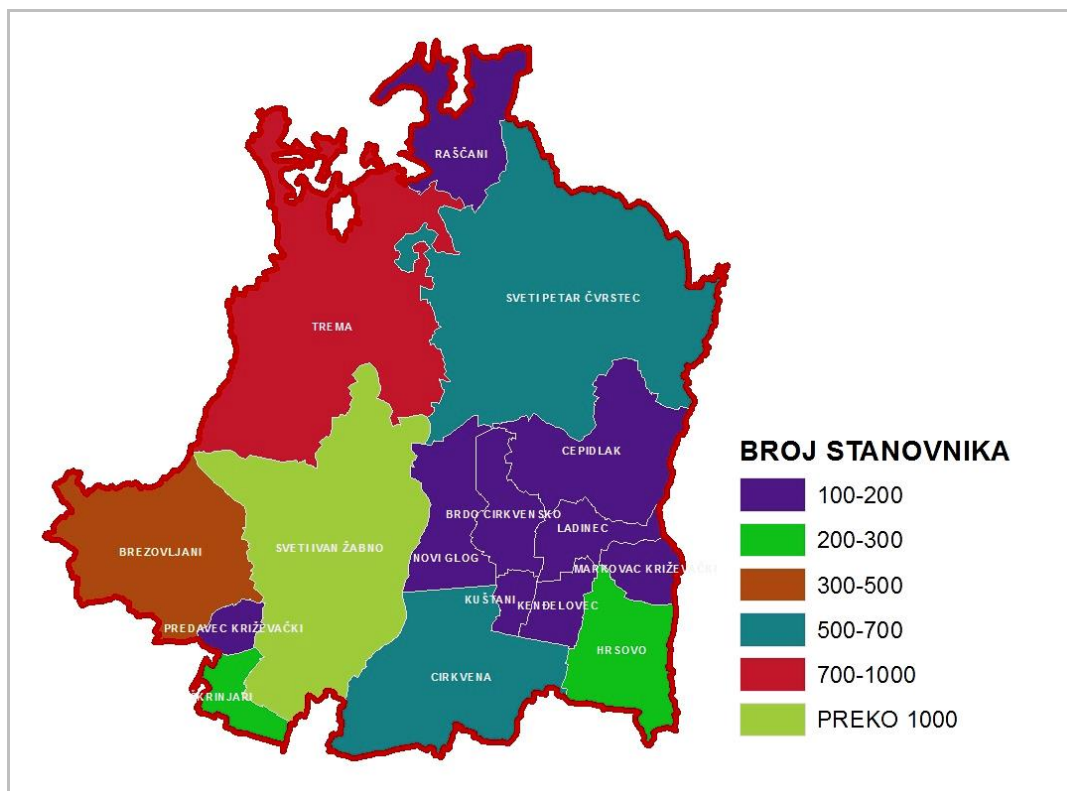 RAŠČANI
SVETI PETAR ČVRSTEC
TREMA
CEPIDLAK
BRDO CIRKVENSKO
LADINEC
BREZOVLJANI
SVETI IVAN ŽABNO
NOVI GLOG
MARKOVAC KRIŽEVAČKI
KUŠTANI
KENĐELOVEC
PREDAVEC KRIŽEVAČKI
HRSOVO
CIRKVENA
ŠKRINJARI
BROJ STANOVNIKA
100-200
200-300
300-500
500-700
700-1000
PREKO 1000